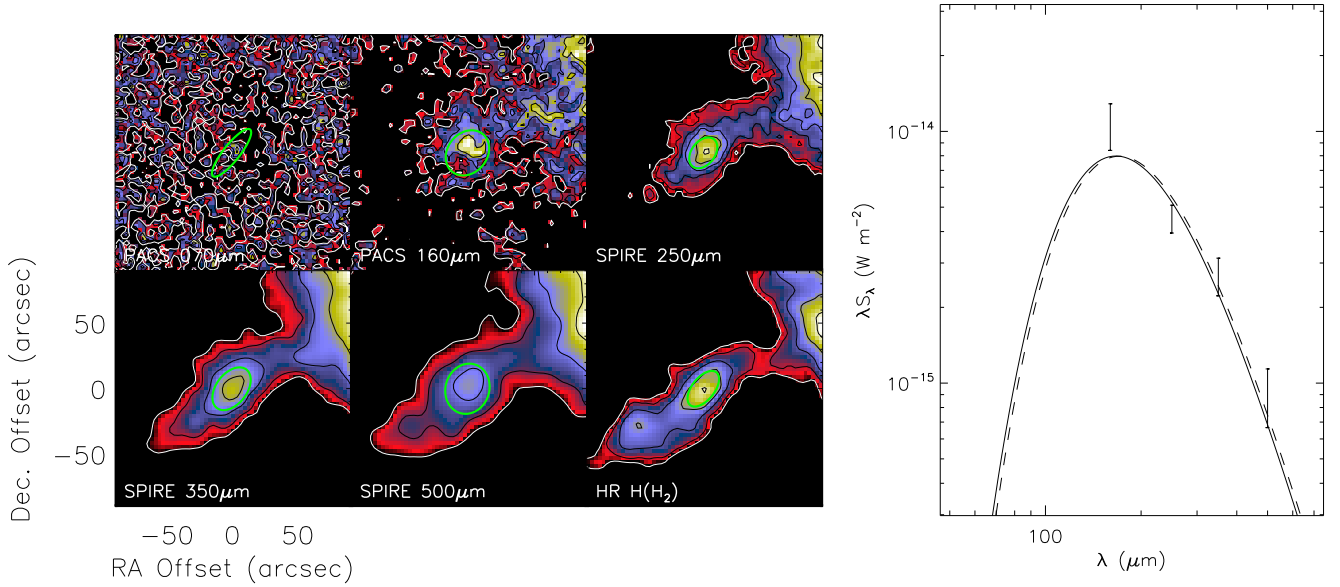 PACS 070μm
PACS 160μm
SPIRE 250μm
SPIRE 350μm
SPIRE 500μm
HR H(H₂)
Dec. Offset (arcsec)
50
0
−50
−50 0 50
RA Offset (arcsec)
λS_λ (W m⁻²)
10⁻¹⁴
10⁻¹⁵
100
λ (μm)